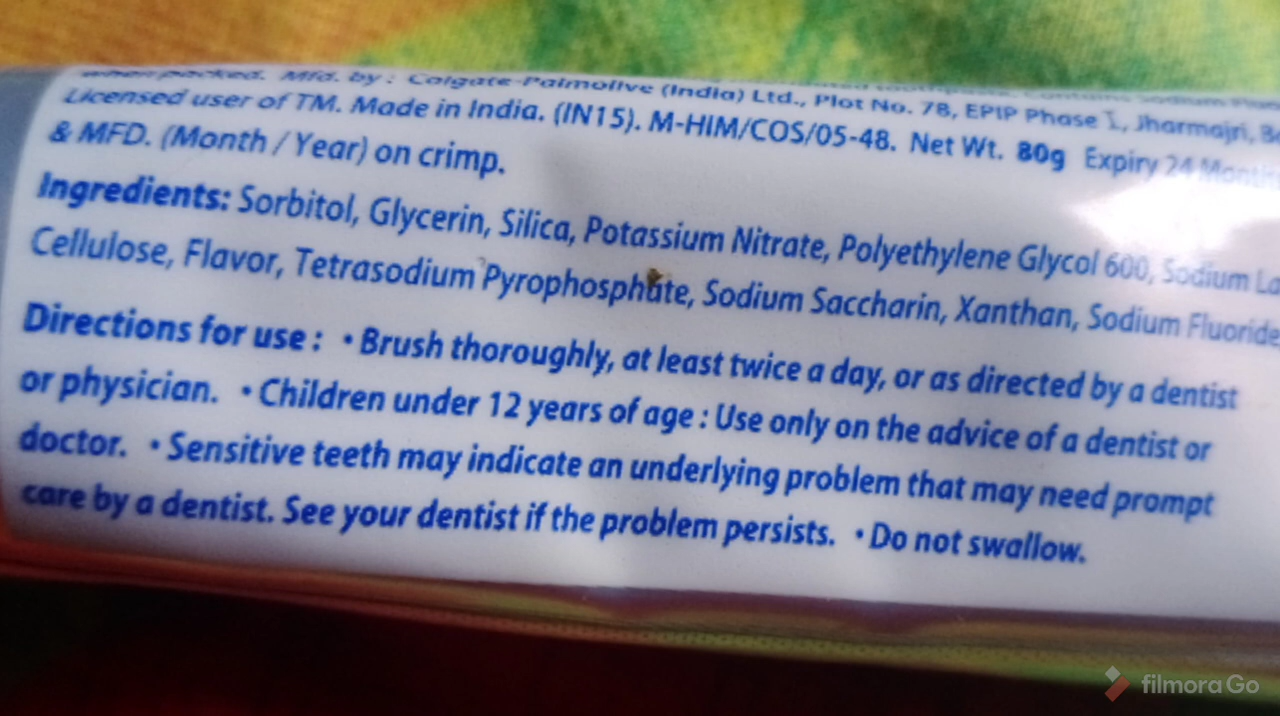 when packed. Mfd. by : Colgate-Palmolive (India) Ltd., Plot No. 78, EPIP Phase I, Jharmajri,
Licensed user of TM. Made in India. (IN15). M-HIM/COS/05-48. Net Wt. 80g Expiry 24 Month
& MFD. (Month / Year) on crimp.
Ingredients: Sorbitol, Glycerin, Silica, Potassium Nitrate, Polyethylene Glycol 600, Sodium
Cellulose, Flavor, Tetrasodium Pyrophosphate, Sodium Saccharin, Xanthan, Sodium Fluoride
Directions for use : • Brush thoroughly, at least twice a day, or as directed by a dentist
or physician. • Children under 12 years of age : Use only on the advice of a dentist or
doctor. • Sensitive teeth may indicate an underlying problem that may need prompt
care by a dentist. See your dentist if the problem persists. • Do not swallow.
filmora Go